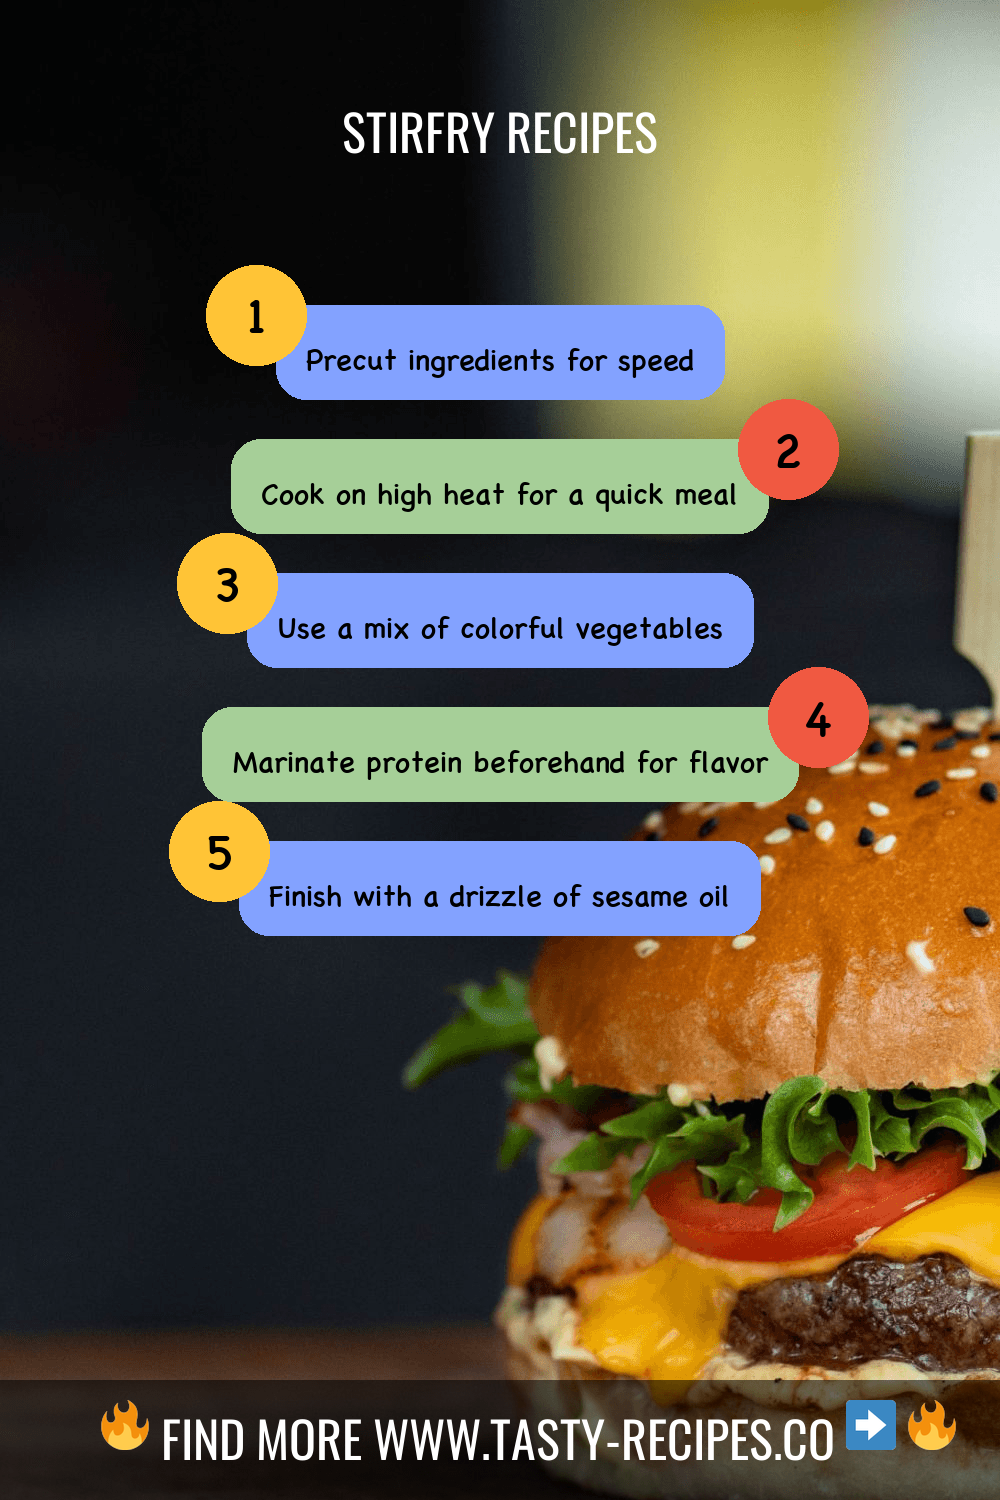 STIRFRY RECIPES
1
Precut ingredients for speed
2
Cook on high heat for a quick meal
3
Use a mix of colorful vegetables
4
Marinate protein beforehand for flavor
5
Finish with a drizzle of sesame oil
🔥 FIND MORE WWW.TASTY-RECIPES.CO ➡️ 🔥